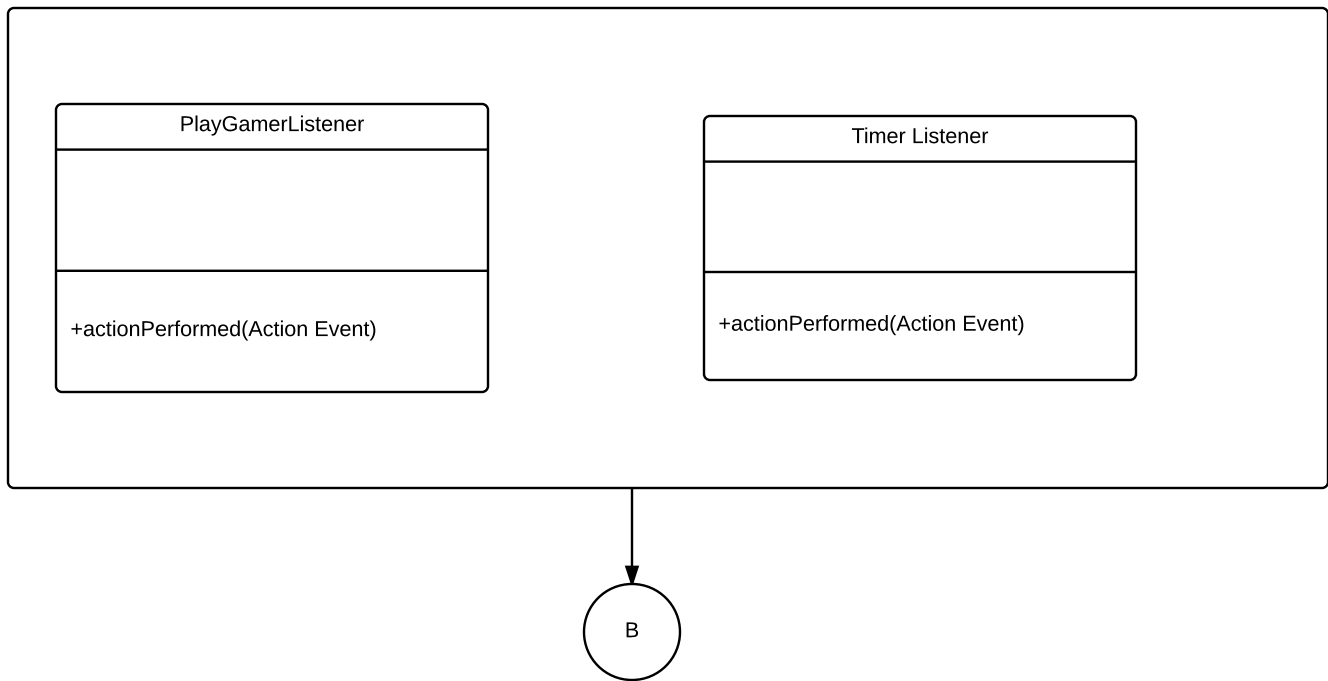 PlayGamerListener
+actionPerformed(Action Event)
Timer Listener
+actionPerformed(Action Event)
B